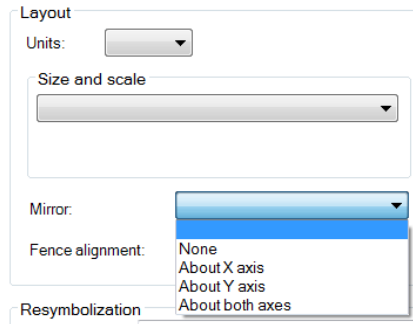 Layout
Units:
Size and scale
Mirror:
Fence alignment:
None
About X axis
About Y axis
About both axes
Resymbolization